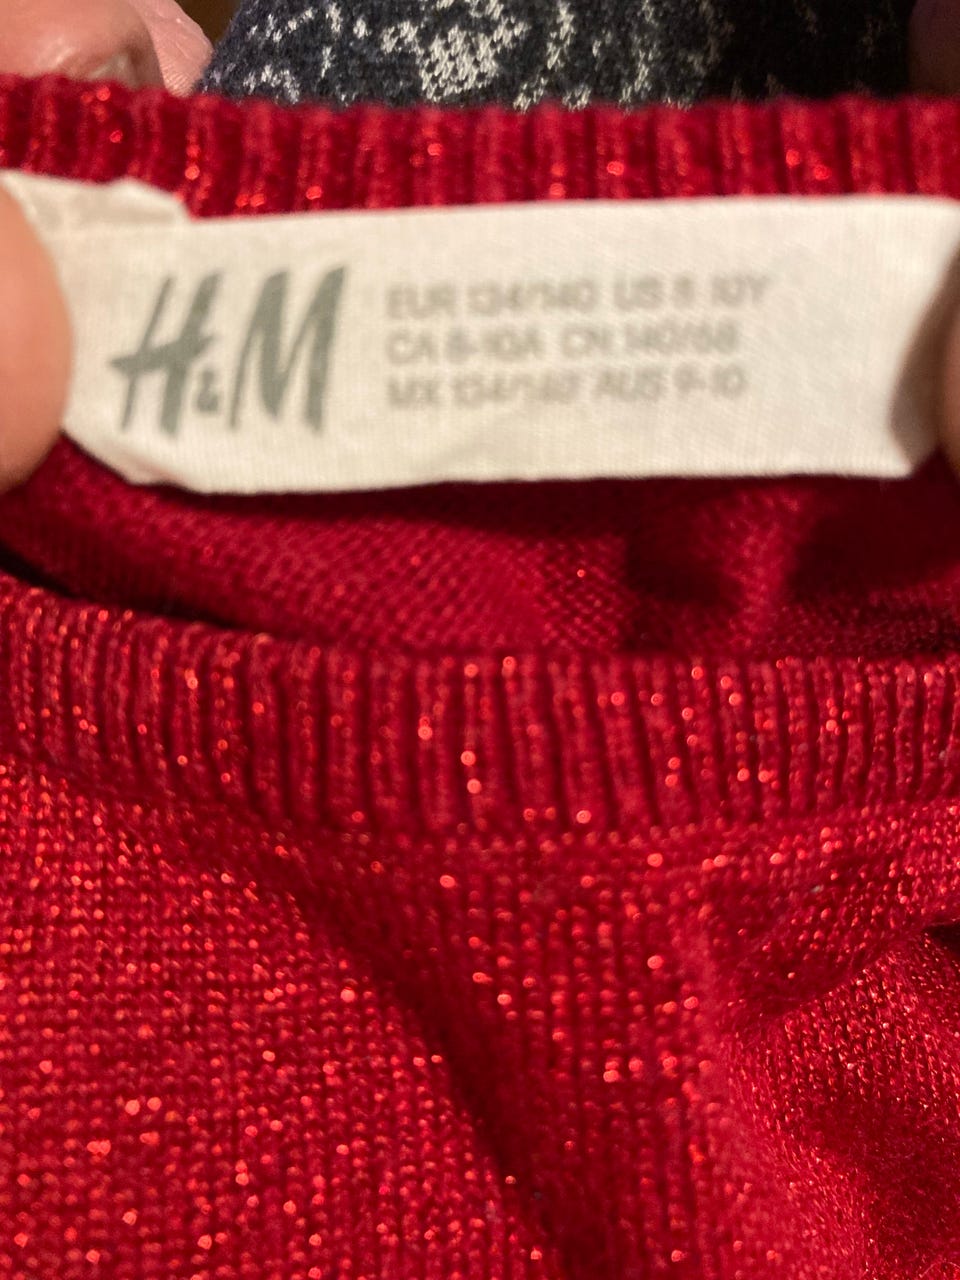 H&M
EUR 134/140 US 8-10Y
CA 8-10A CN 140/68
MX 134/140 AUS 9-10